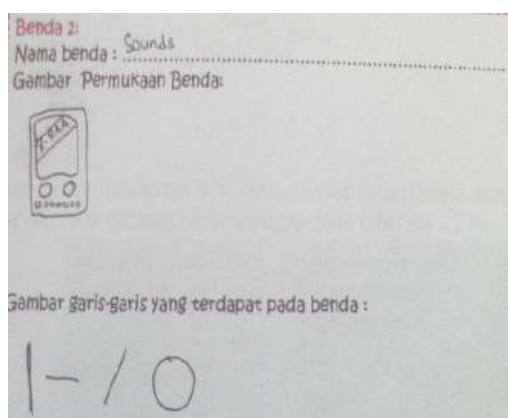 Benda 2:
Nama benda : Sounds
Gambar Permukaan Benda:
Gambar garis-garis yang terdapat pada benda :